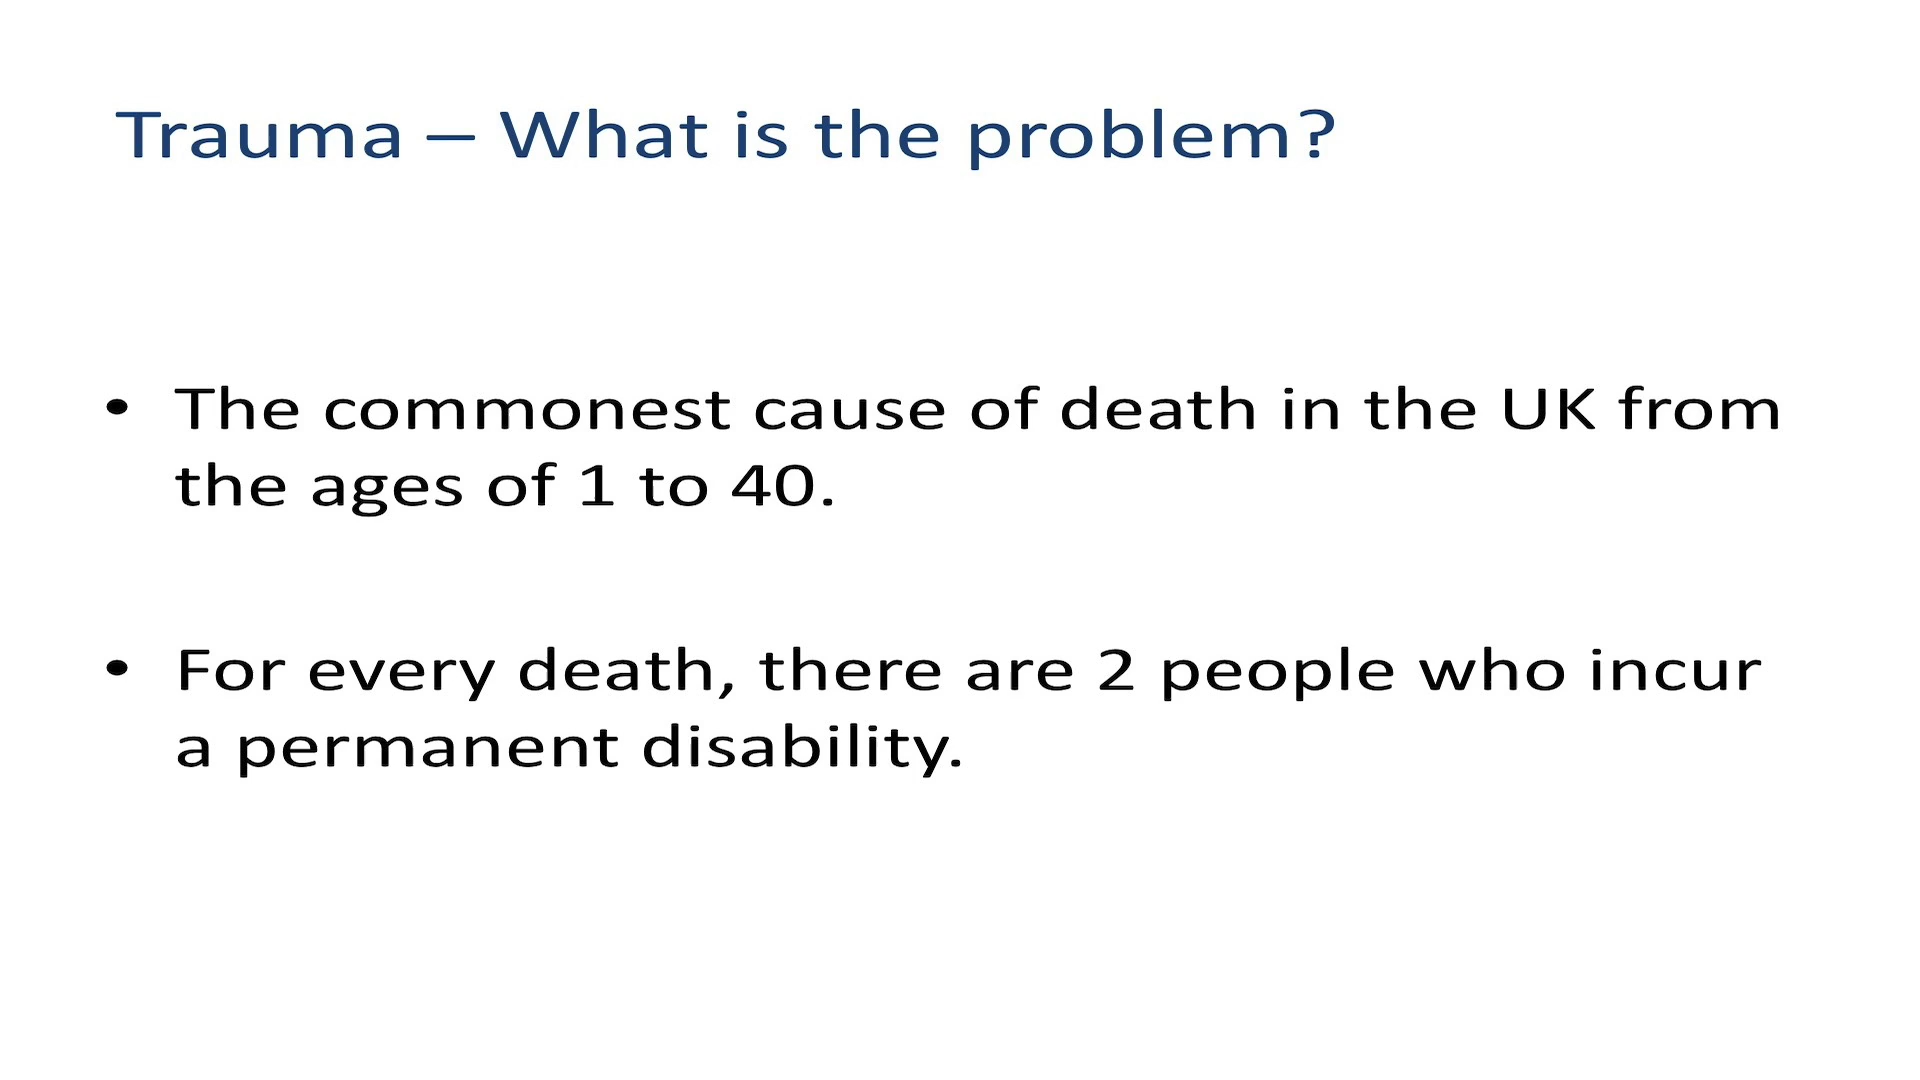 Trauma – What is the problem?
• The commonest cause of death in the UK from
the ages of 1 to 40.
• For every death, there are 2 people who incur
a permanent disability.